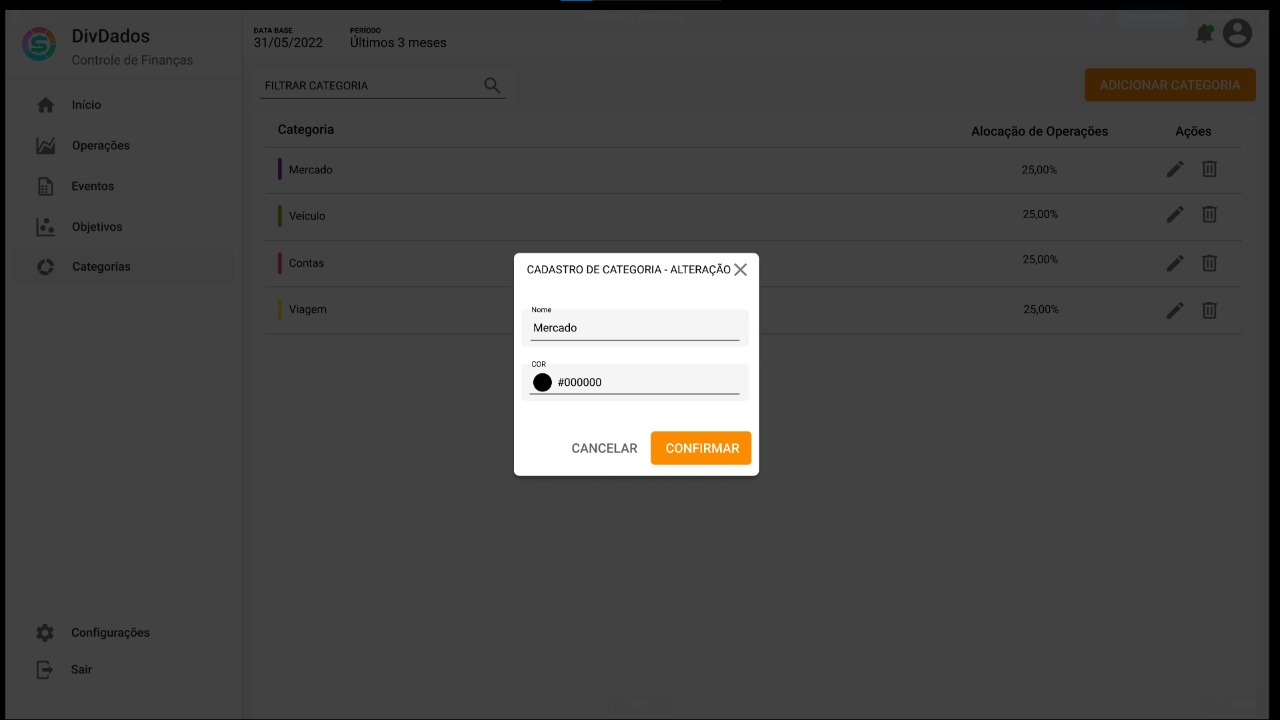 DivDados
Controle de Finanças
DATA BASE
31/05/2022
PERÍODO
Últimos 3 meses
Início
Operações
Eventos
Objetivos
Categorias
Configurações
Sair
FILTRAR CATEGORIA
ADICIONAR CATEGORIA
Categoria Alocação de Operações Ações
Mercado 25,00%
Veículo 25,00%
Contas 25,00%
Viagem 25,00%
CADASTRO DE CATEGORIA - ALTERAÇÃO
Nome
Mercado
COR
#000000
CANCELAR CONFIRMAR